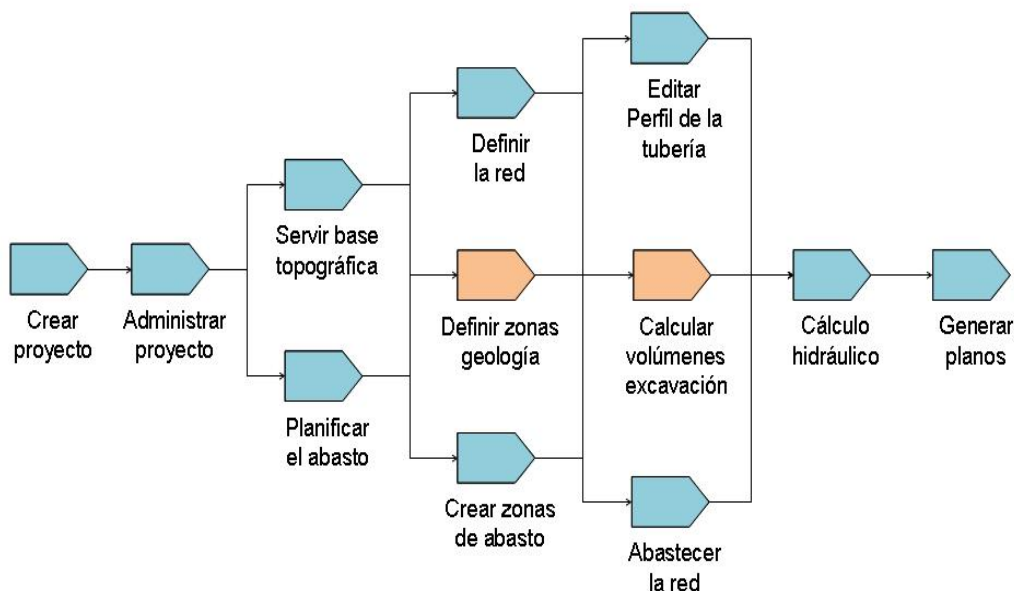 Crear
proyecto
Administrar
proyecto
Servir base
topográfica
Planificar
el abasto
Definir
la red
Definir zonas
geología
Crear zonas
de abasto
Editar
Perfil de la
tubería
Calcular
volúmenes
excavación
Abastecer
la red
Cálculo
hidráulico
Generar
planos